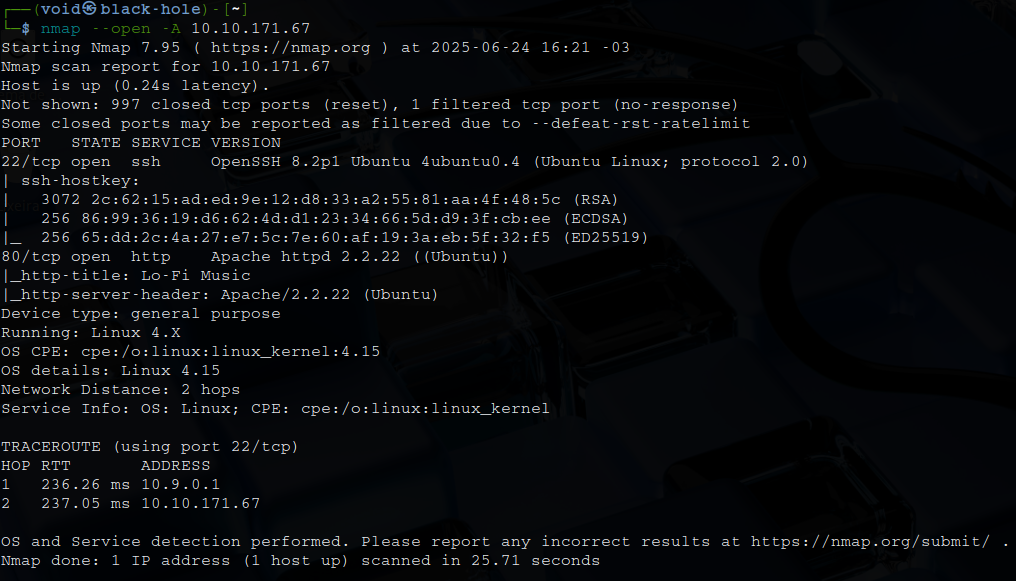 ┌──(void㉿black-hole)-[~]
└─$ nmap --open -A 10.10.171.67
Starting Nmap 7.95 ( https://nmap.org ) at 2025-06-24 16:21 -03
Nmap scan report for 10.10.171.67
Host is up (0.24s latency).
Not shown: 997 closed tcp ports (reset), 1 filtered tcp port (no-response)
Some closed ports may be reported as filtered due to --defeat-rst-ratelimit
PORT   STATE SERVICE VERSION
22/tcp open  ssh     OpenSSH 8.2p1 Ubuntu 4ubuntu0.4 (Ubuntu Linux; protocol 2.0)
| ssh-hostkey:
|   3072 2c:62:15:ad:ed:9e:12:d8:33:a2:55:81:aa:4f:48:5c (RSA)
|   256 86:99:36:19:d6:62:4d:d1:23:34:66:5d:d9:3f:cb:ee (ECDSA)
|_  256 65:dd:2c:4a:27:e7:5c:7e:60:af:19:3a:eb:5f:32:f5 (ED25519)
80/tcp open  http    Apache httpd 2.2.22 ((Ubuntu))
|_http-title: Lo-Fi Music
|_http-server-header: Apache/2.2.22 (Ubuntu)
Device type: general purpose
Running: Linux 4.X
OS CPE: cpe:/o:linux:linux_kernel:4.15
OS details: Linux 4.15
Network Distance: 2 hops
Service Info: OS: Linux; CPE: cpe:/o:linux:linux_kernel
TRACEROUTE (using port 22/tcp)
HOP RTT       ADDRESS
1   236.26 ms 10.9.0.1
2   237.05 ms 10.10.171.67
OS and Service detection performed. Please report any incorrect results at https://nmap.org/submit/ .
Nmap done: 1 IP address (1 host up) scanned in 25.71 seconds